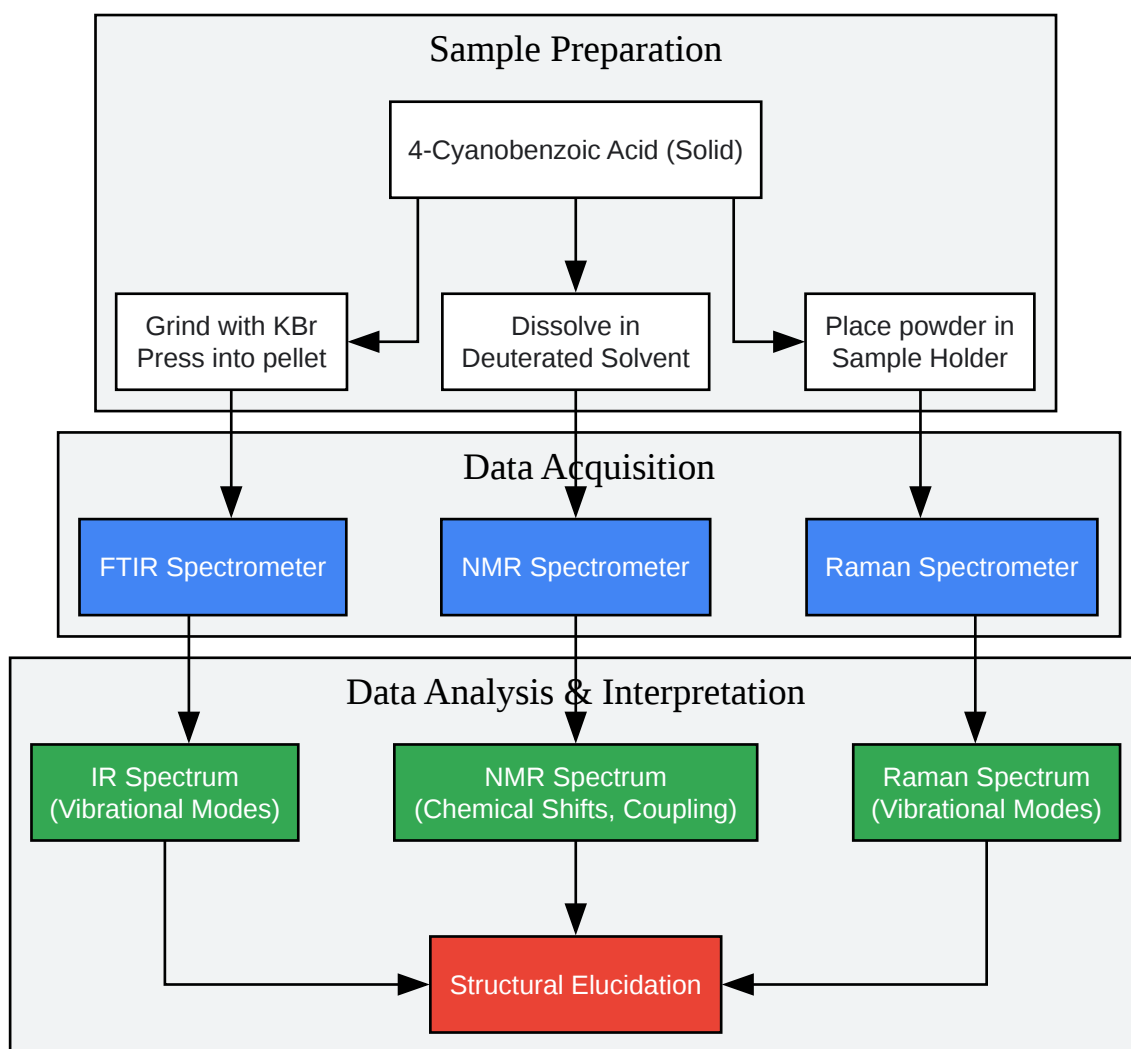 Sample Preparation
4-Cyanobenzoic Acid (Solid)
Grind with KBr
Press into pellet
Dissolve in
Deuterated Solvent
Place powder in
Sample Holder
Data Acquisition
FTIR Spectrometer
NMR Spectrometer
Raman Spectrometer
Data Analysis & Interpretation
IR Spectrum
(Vibrational Modes)
NMR Spectrum
(Chemical Shifts, Coupling)
Raman Spectrum
(Vibrational Modes)
Structural Elucidation